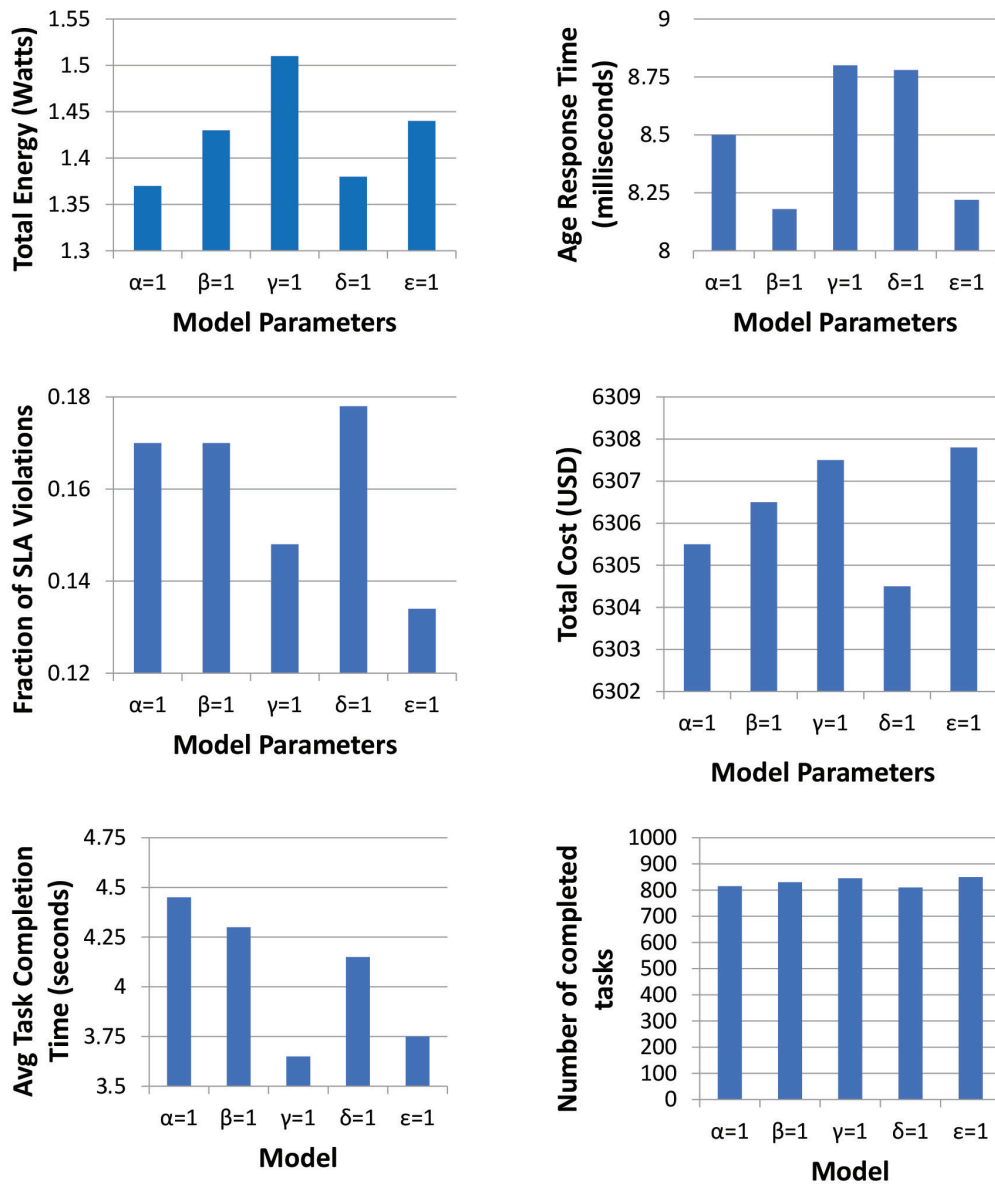 Total Energy (Watts)
1.55
1.5
1.45
1.4
1.35
1.3
α=1 β=1 γ=1 δ=1 ε=1
Model Parameters
Age Response Time
(milliseconds)
9
8.75
8.5
8.25
8
α=1 β=1 γ=1 δ=1 ε=1
Model Parameters
Fraction of SLA Violations
0.18
0.16
0.14
0.12
α=1 β=1 γ=1 δ=1 ε=1
Model Parameters
Total Cost (USD)
6309
6308
6307
6306
6305
6304
6303
6302
α=1 β=1 γ=1 δ=1 ε=1
Model Parameters
Avg Task Completion
Time (seconds)
4.75
4.5
4.25
4
3.75
3.5
α=1 β=1 γ=1 δ=1 ε=1
Model
Number of completed
tasks
1000
900
800
700
600
500
400
300
200
100
0
α=1 β=1 γ=1 δ=1 ε=1
Model